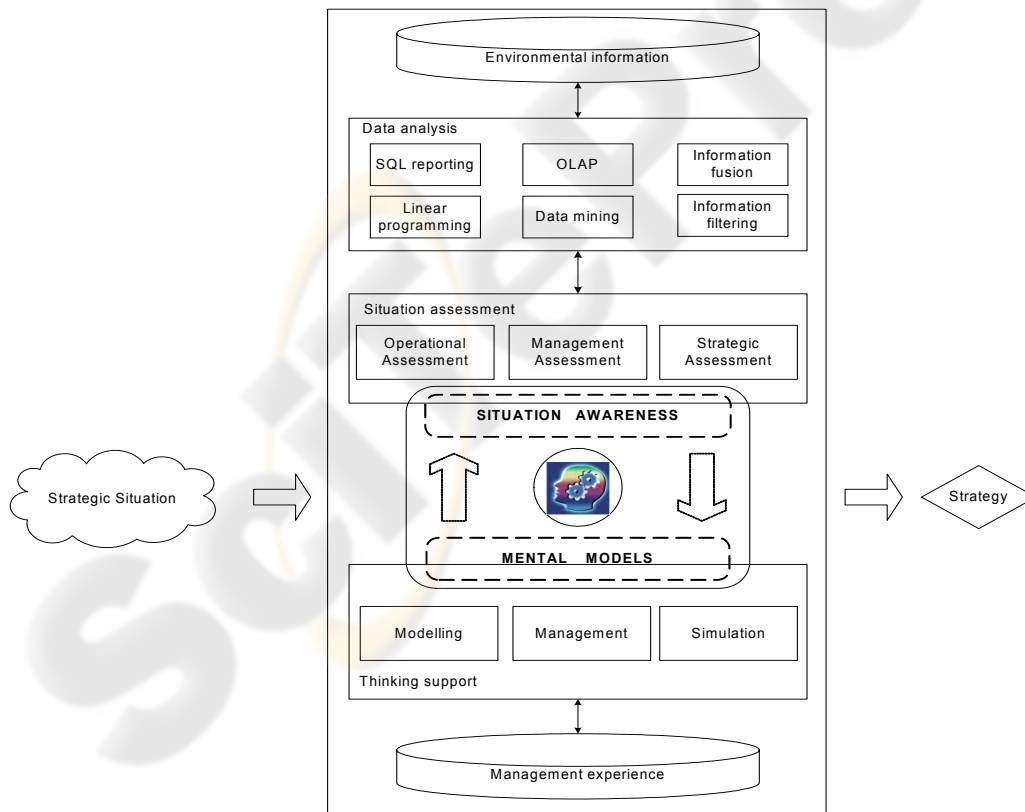 Environmental information
Data analysis
SQL reporting
OLAP
Information
fusion
Linear
programming
Data mining
Information
filtering
Situation assessment
Operational
Assessment
Management
Assessment
Strategic
Assessment
SITUATION AWARENESS
Strategic Situation
Strategy
MENTAL MODELS
Modelling
Management
Simulation
Thinking support
Management experience